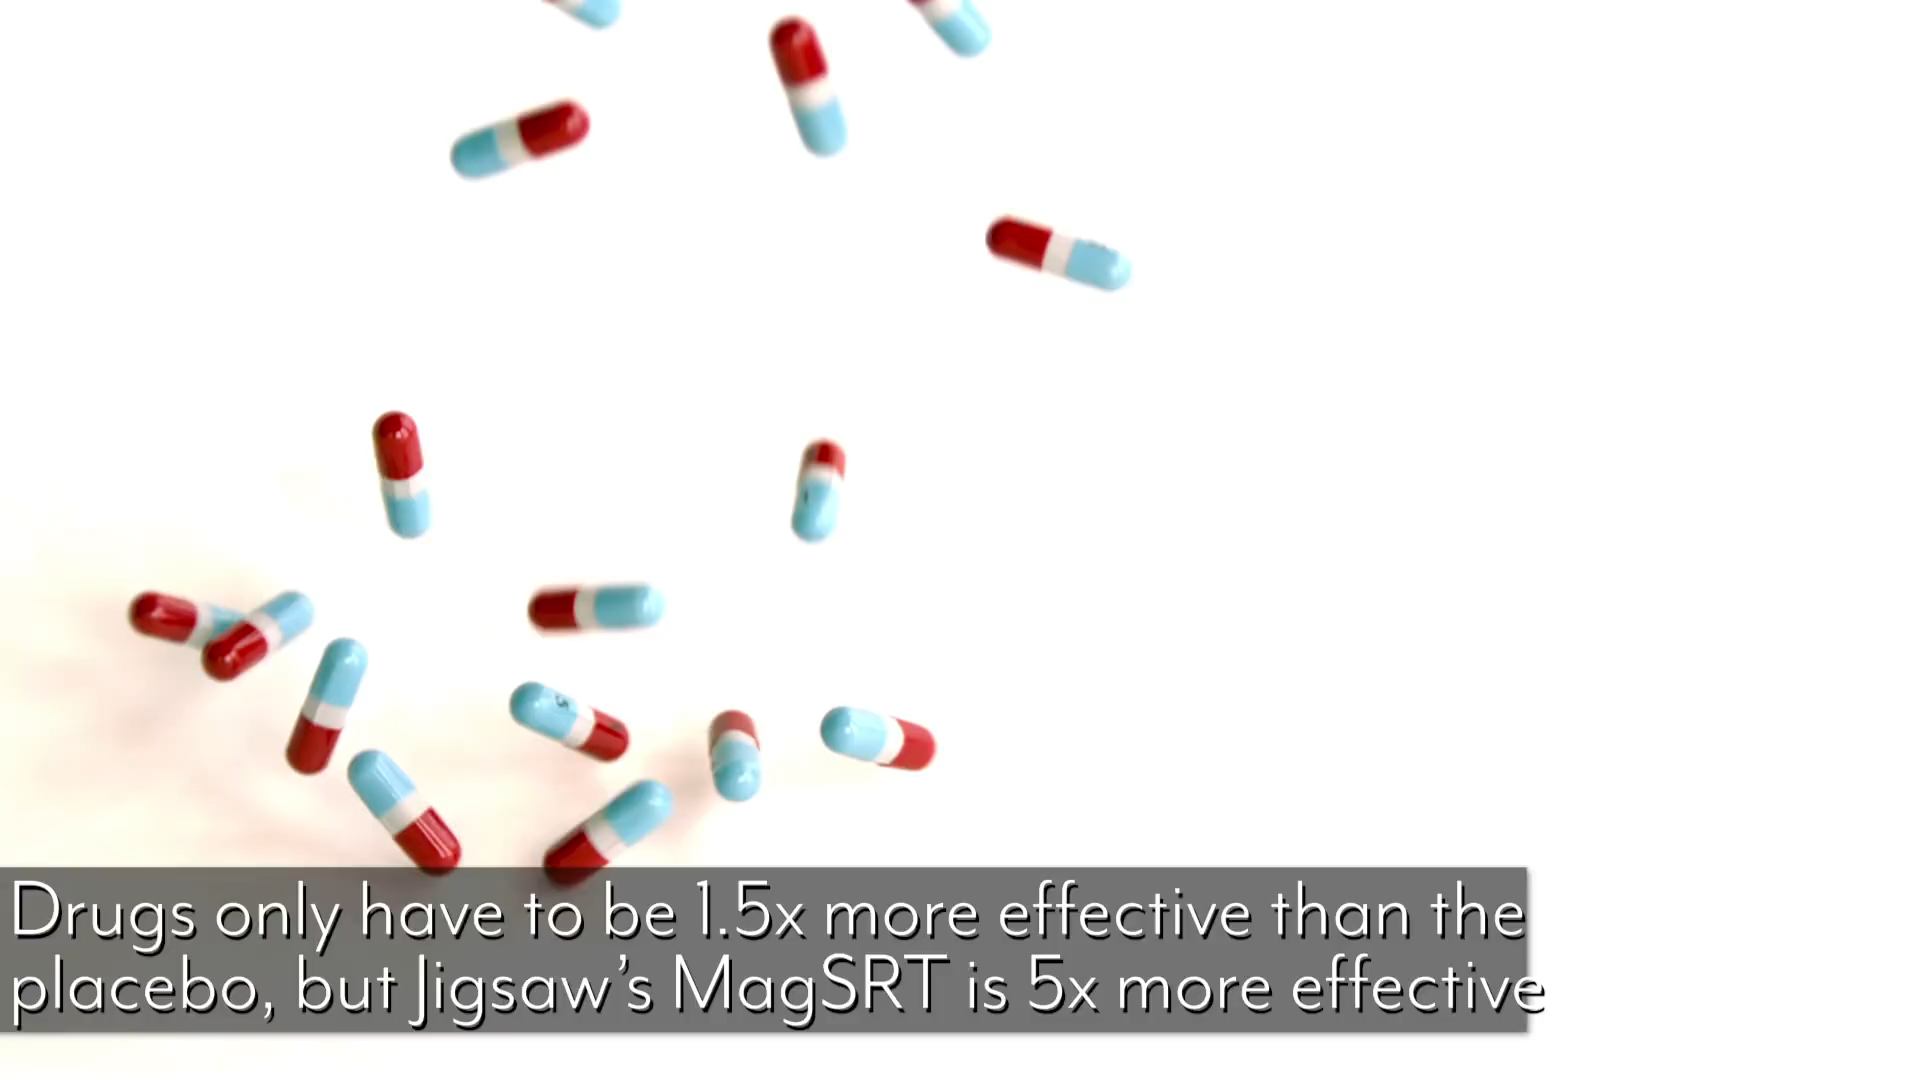 Drugs only have to be 1.5x more effective than the
placebo, but Jigsaw’s MagSRT is 5x more effective